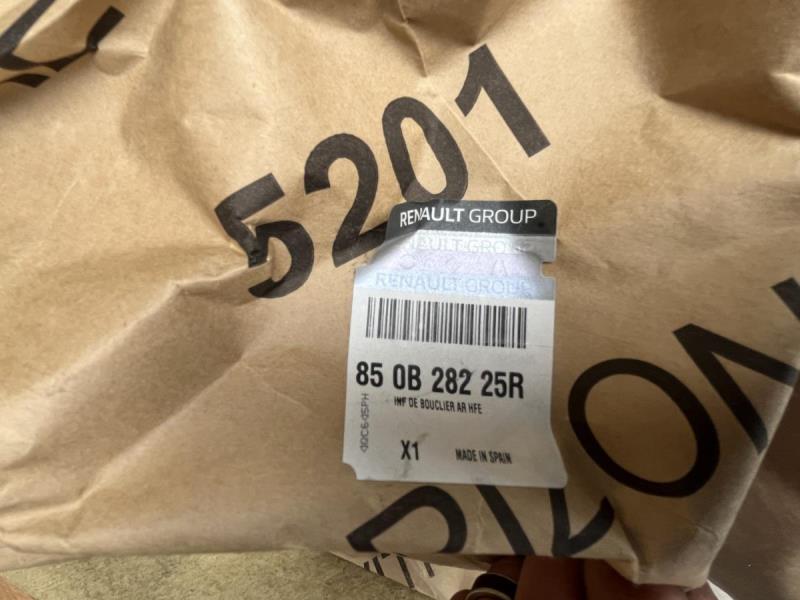 5201
RENAULT GROUP
RENAULT GROUP
RENAULT GROUP
85 0B 282 25R
INF DE BOUCLIER AR HFE
X1 MADE IN SPAIN